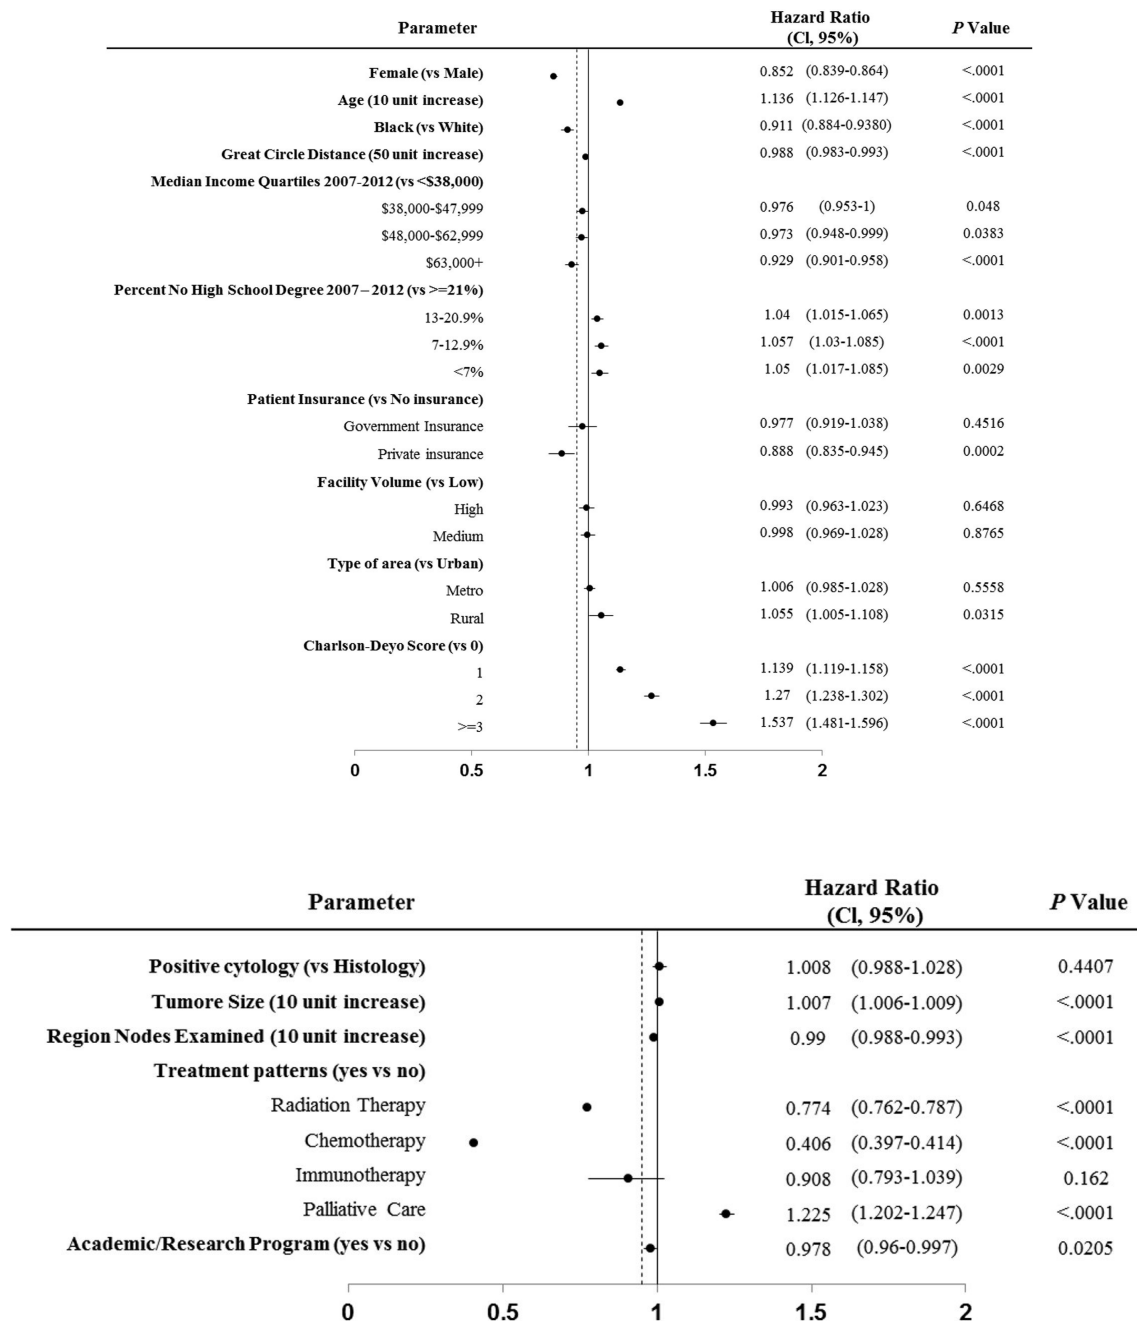 Parameter Hazard Ratio (Cl, 95%) P Value
Female (vs Male) 0.852 (0.839-0.864) <.0001
Age (10 unit increase) 1.136 (1.126-1.147) <.0001
Black (vs White) 0.911 (0.884-0.9380) <.0001
Great Circle Distance (50 unit increase) 0.988 (0.983-0.993) <.0001
Median Income Quartiles 2007-2012 (vs <$38,000)
$38,000-$47,999 0.976 (0.953-1) 0.048
$48,000-$62,999 0.973 (0.948-0.999) 0.0383
$63,000+ 0.929 (0.901-0.958) <.0001
Percent No High School Degree 2007–2012 (vs >=21%)
13-20.9% 1.04 (1.015-1.065) 0.0013
7-12.9% 1.057 (1.03-1.085) <.0001
<7% 1.05 (1.017-1.085) 0.0029
Patient Insurance (vs No insurance)
Government Insurance 0.977 (0.919-1.038) 0.4516
Private insurance 0.888 (0.835-0.945) 0.0002
Facility Volume (vs Low)
High 0.993 (0.963-1.023) 0.6468
Medium 0.998 (0.969-1.028) 0.8765
Type of area (vs Urban)
Metro 1.006 (0.985-1.028) 0.5558
Rural 1.055 (1.005-1.108) 0.0315
Charlson-Deyo Score (vs 0)
1 1.139 (1.119-1.158) <.0001
2 1.27 (1.238-1.302) <.0001
>=3 1.537 (1.481-1.596) <.0001
0 0.5 1 1.5 2
Parameter Hazard Ratio (Cl, 95%) P Value
Positive cytology (vs Histology) 1.008 (0.988-1.028) 0.4407
Tumore Size (10 unit increase) 1.007 (1.006-1.009) <.0001
Region Nodes Examined (10 unit increase) 0.99 (0.988-0.993) <.0001
Treatment patterns (yes vs no)
Radiation Therapy 0.774 (0.762-0.787) <.0001
Chemotherapy 0.406 (0.397-0.414) <.0001
Immunotherapy 0.908 (0.793-1.039) 0.162
Palliative Care 1.225 (1.202-1.247) <.0001
Academic/Research Program (yes vs no) 0.978 (0.96-0.997) 0.0205
0 0.5 1 1.5 2